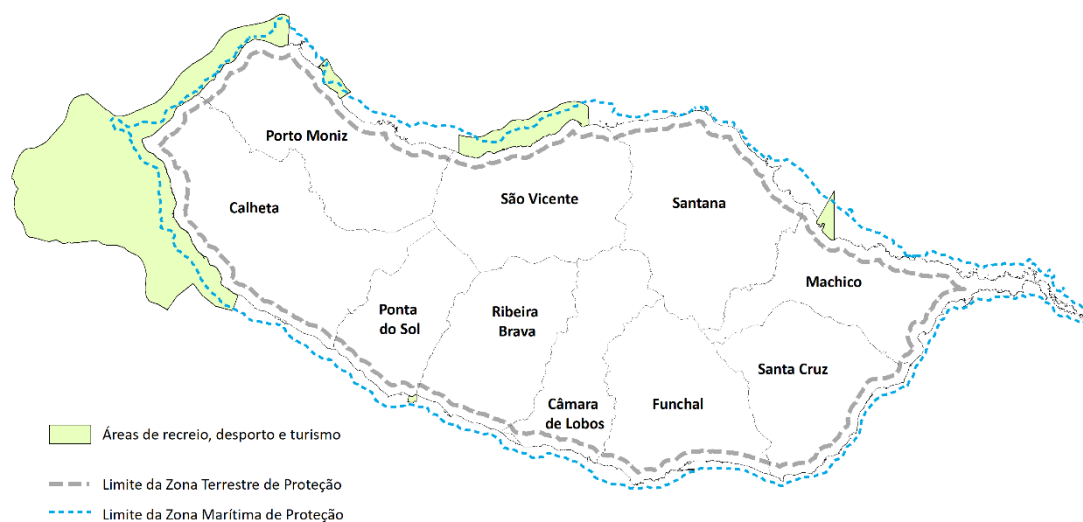 Porto Moniz
São Vicente
Santana
Calheta
Machico
Ponta
do Sol
Ribeira
Brava
Santa Cruz
Câmara
de Lobos
Funchal
Áreas de recreio, desporto e turismo
Limite da Zona Terrestre de Proteção
Limite da Zona Marítima de Proteção